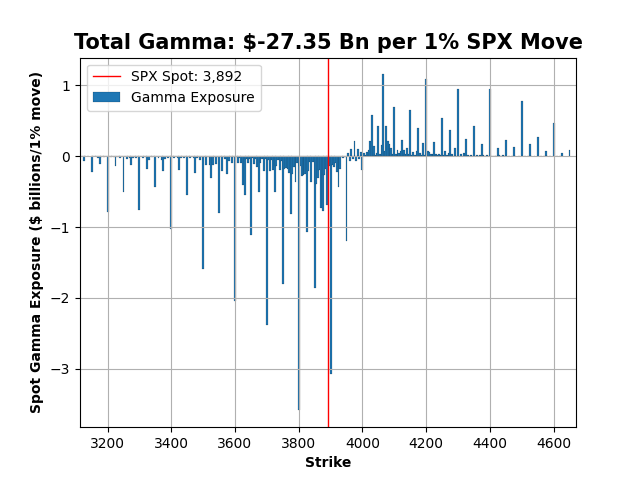 Total Gamma: $-27.35 Bn per 1% SPX Move
SPX Spot: 3,892
Gamma Exposure
Spot Gamma Exposure ($ billions/1% move)
1
0
−1
−2
−3
3200 3400 3600 3800 4000 4200 4400 4600
Strike